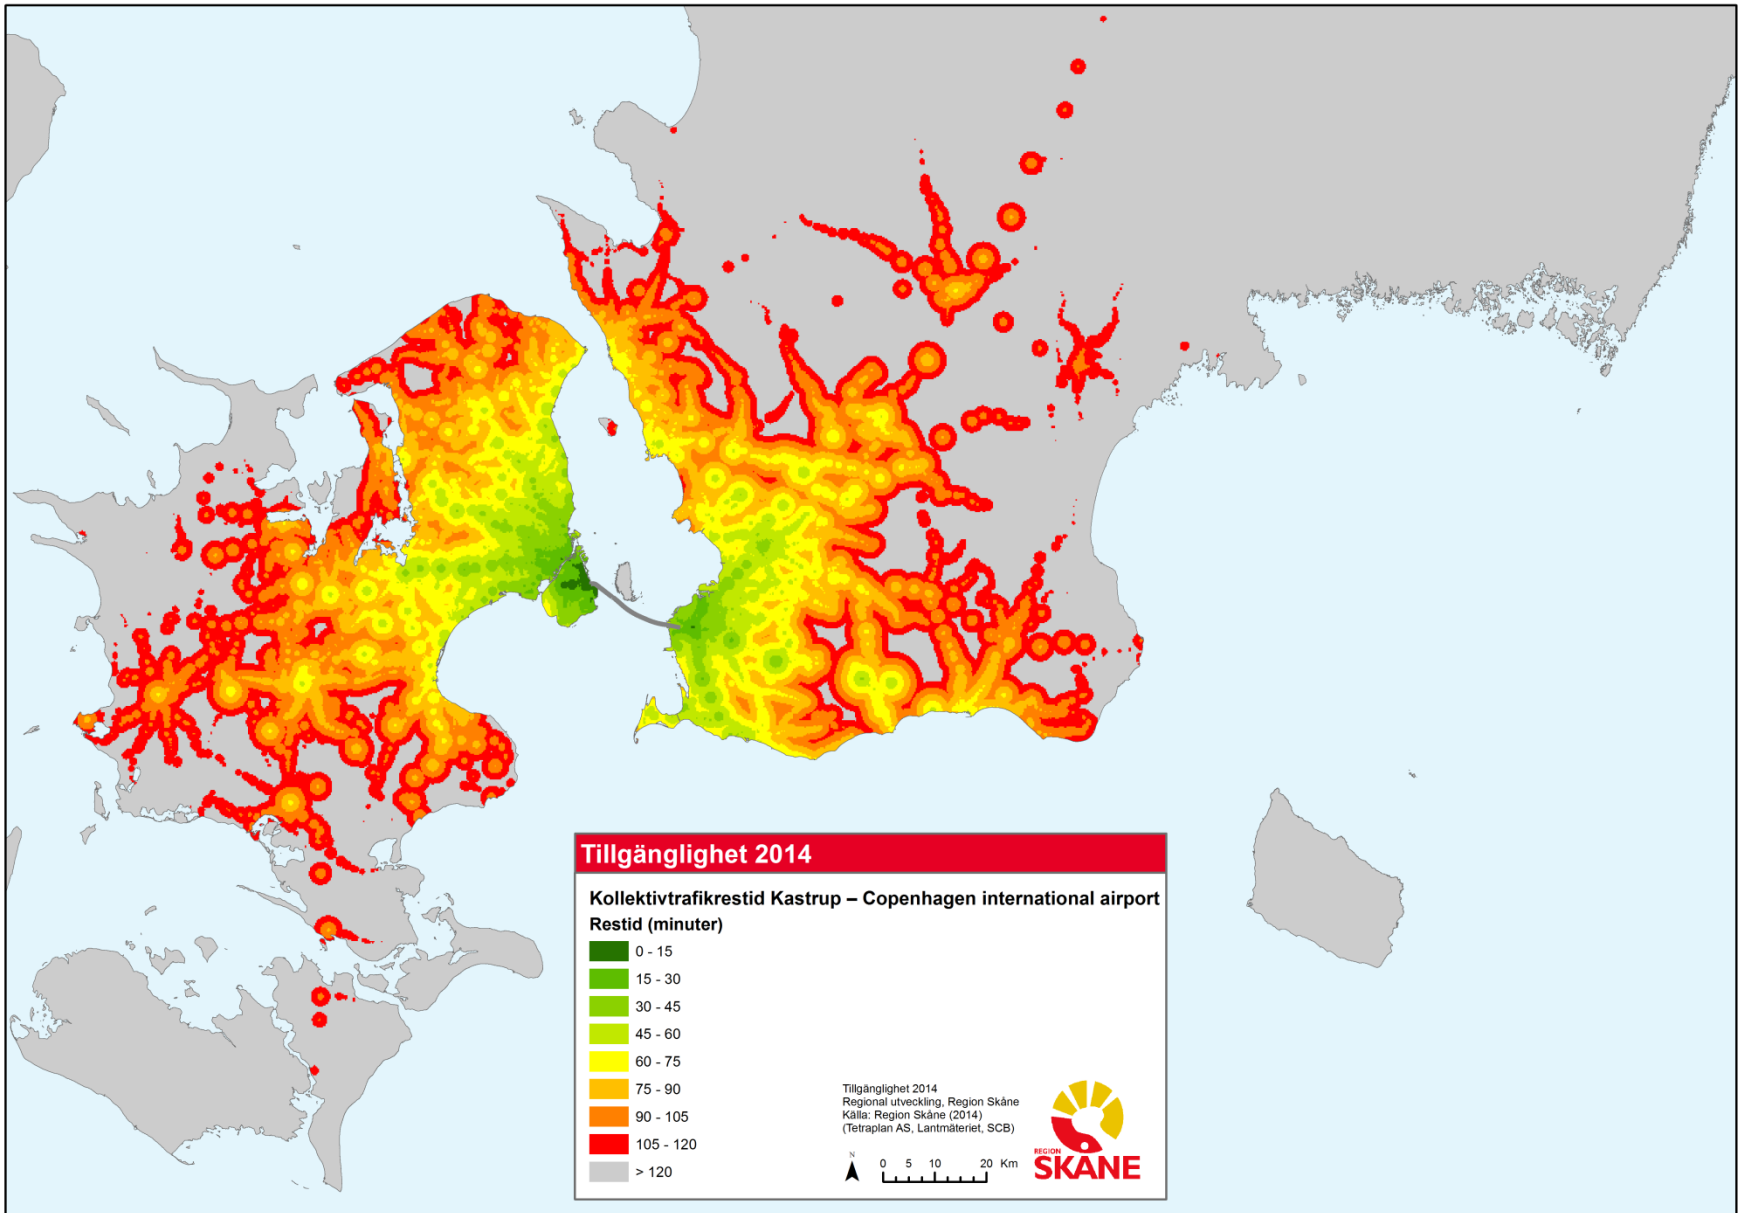 Tillgänglighet 2014
Kollektivtrafikrestid Kastrup – Copenhagen international airport
Restid (minuter)
0 - 15
15 - 30
30 - 45
45 - 60
60 - 75
75 - 90
90 - 105
105 - 120
> 120
Tillgänglighet 2014
Regional utveckling, Region Skåne
Källa: Region Skåne (2014)
(Tetraplan AS, Lantmäteriet, SCB)
N
0 5 10 20 Km
REGION
SKÅNE